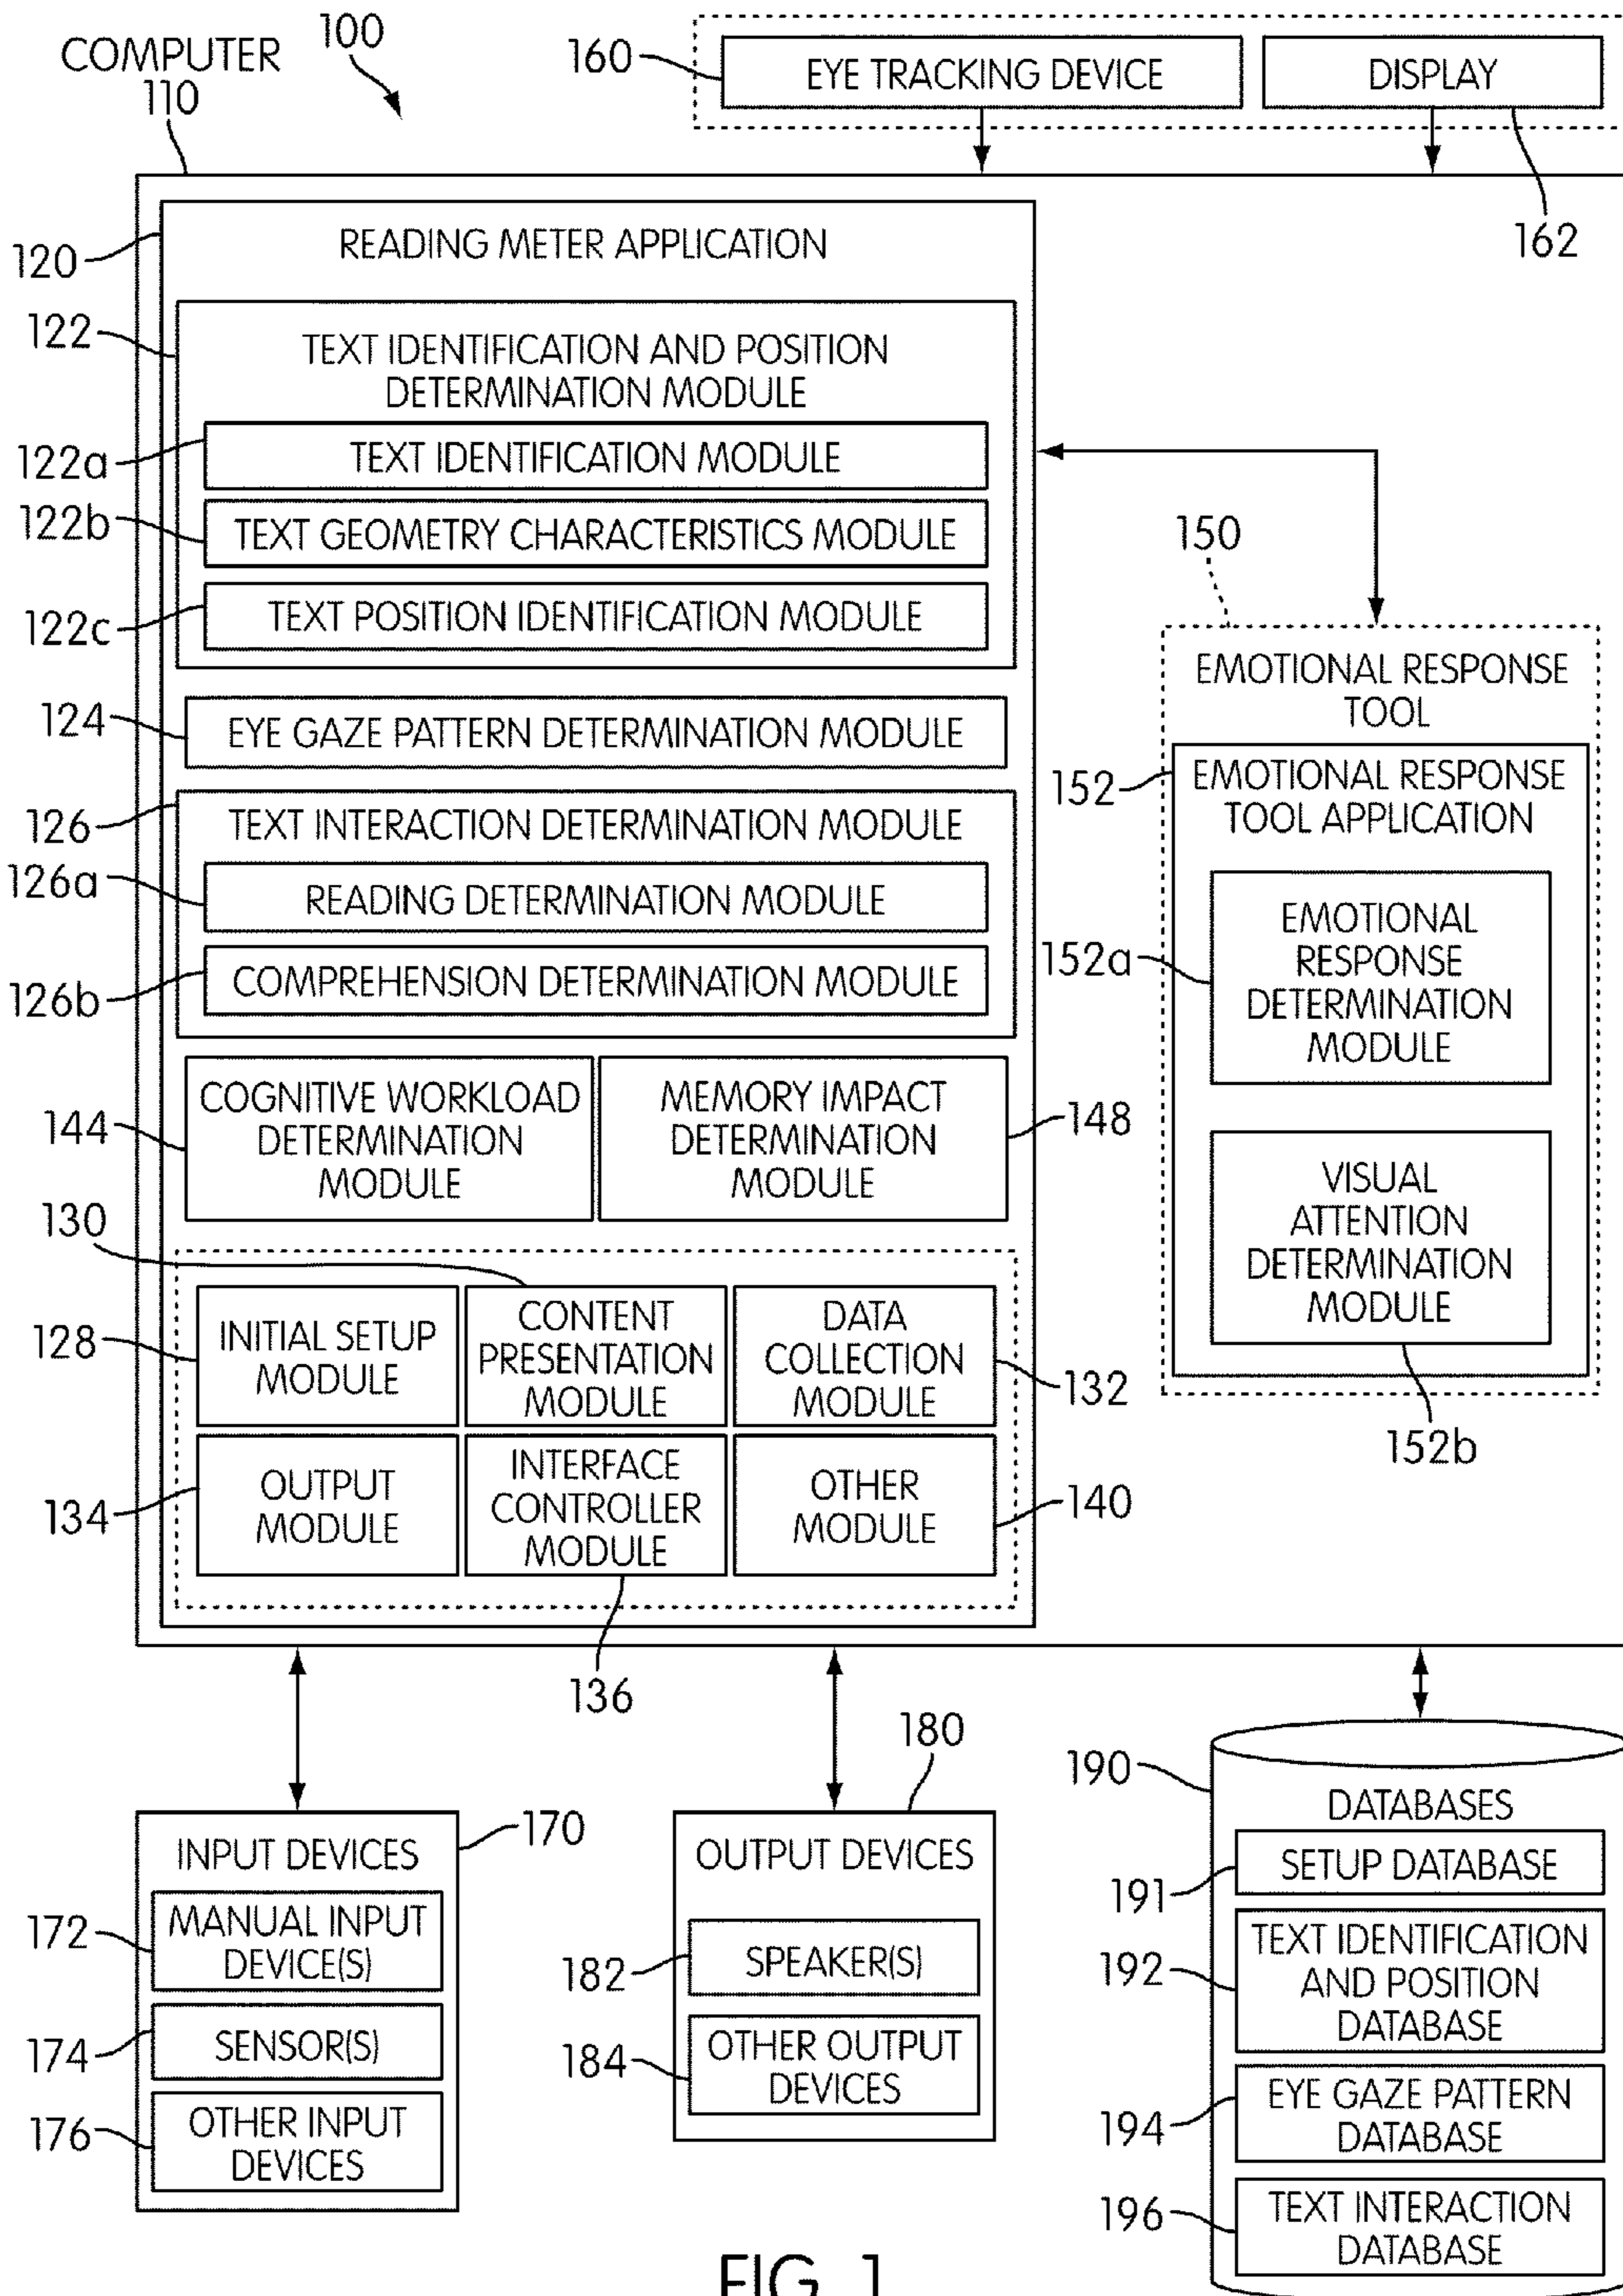 COMPUTER
110
100
160
EYE TRACKING DEVICE
DISPLAY
162
120
READING METER APPLICATION
122
TEXT IDENTIFICATION AND POSITION
DETERMINATION MODULE
122a
TEXT IDENTIFICATION MODULE
122b
TEXT GEOMETRY CHARACTERISTICS MODULE
122c
TEXT POSITION IDENTIFICATION MODULE
124
EYE GAZE PATTERN DETERMINATION MODULE
126
TEXT INTERACTION DETERMINATION MODULE
126a
READING DETERMINATION MODULE
126b
COMPREHENSION DETERMINATION MODULE
144
COGNITIVE WORKLOAD
DETERMINATION
MODULE
MEMORY IMPACT
DETERMINATION
MODULE
148
130
128
INITIAL SETUP
MODULE
CONTENT
PRESENTATION
MODULE
DATA
COLLECTION
MODULE
132
134
OUTPUT
MODULE
INTERFACE
CONTROLLER
MODULE
OTHER
MODULE
140
136
150
EMOTIONAL RESPONSE
TOOL
152
EMOTIONAL RESPONSE
TOOL APPLICATION
152a
EMOTIONAL
RESPONSE
DETERMINATION
MODULE
VISUAL
ATTENTION
DETERMINATION
MODULE
152b
170
INPUT DEVICES
172
MANUAL INPUT
DEVICE(S)
174
SENSOR(S)
176
OTHER INPUT
DEVICES
180
OUTPUT DEVICES
182
SPEAKER(S)
184
OTHER OUTPUT
DEVICES
190
DATABASES
191
SETUP DATABASE
192
TEXT IDENTIFICATION
AND POSITION
DATABASE
194
EYE GAZE PATTERN
DATABASE
196
TEXT INTERACTION
DATABASE
FIG. 1